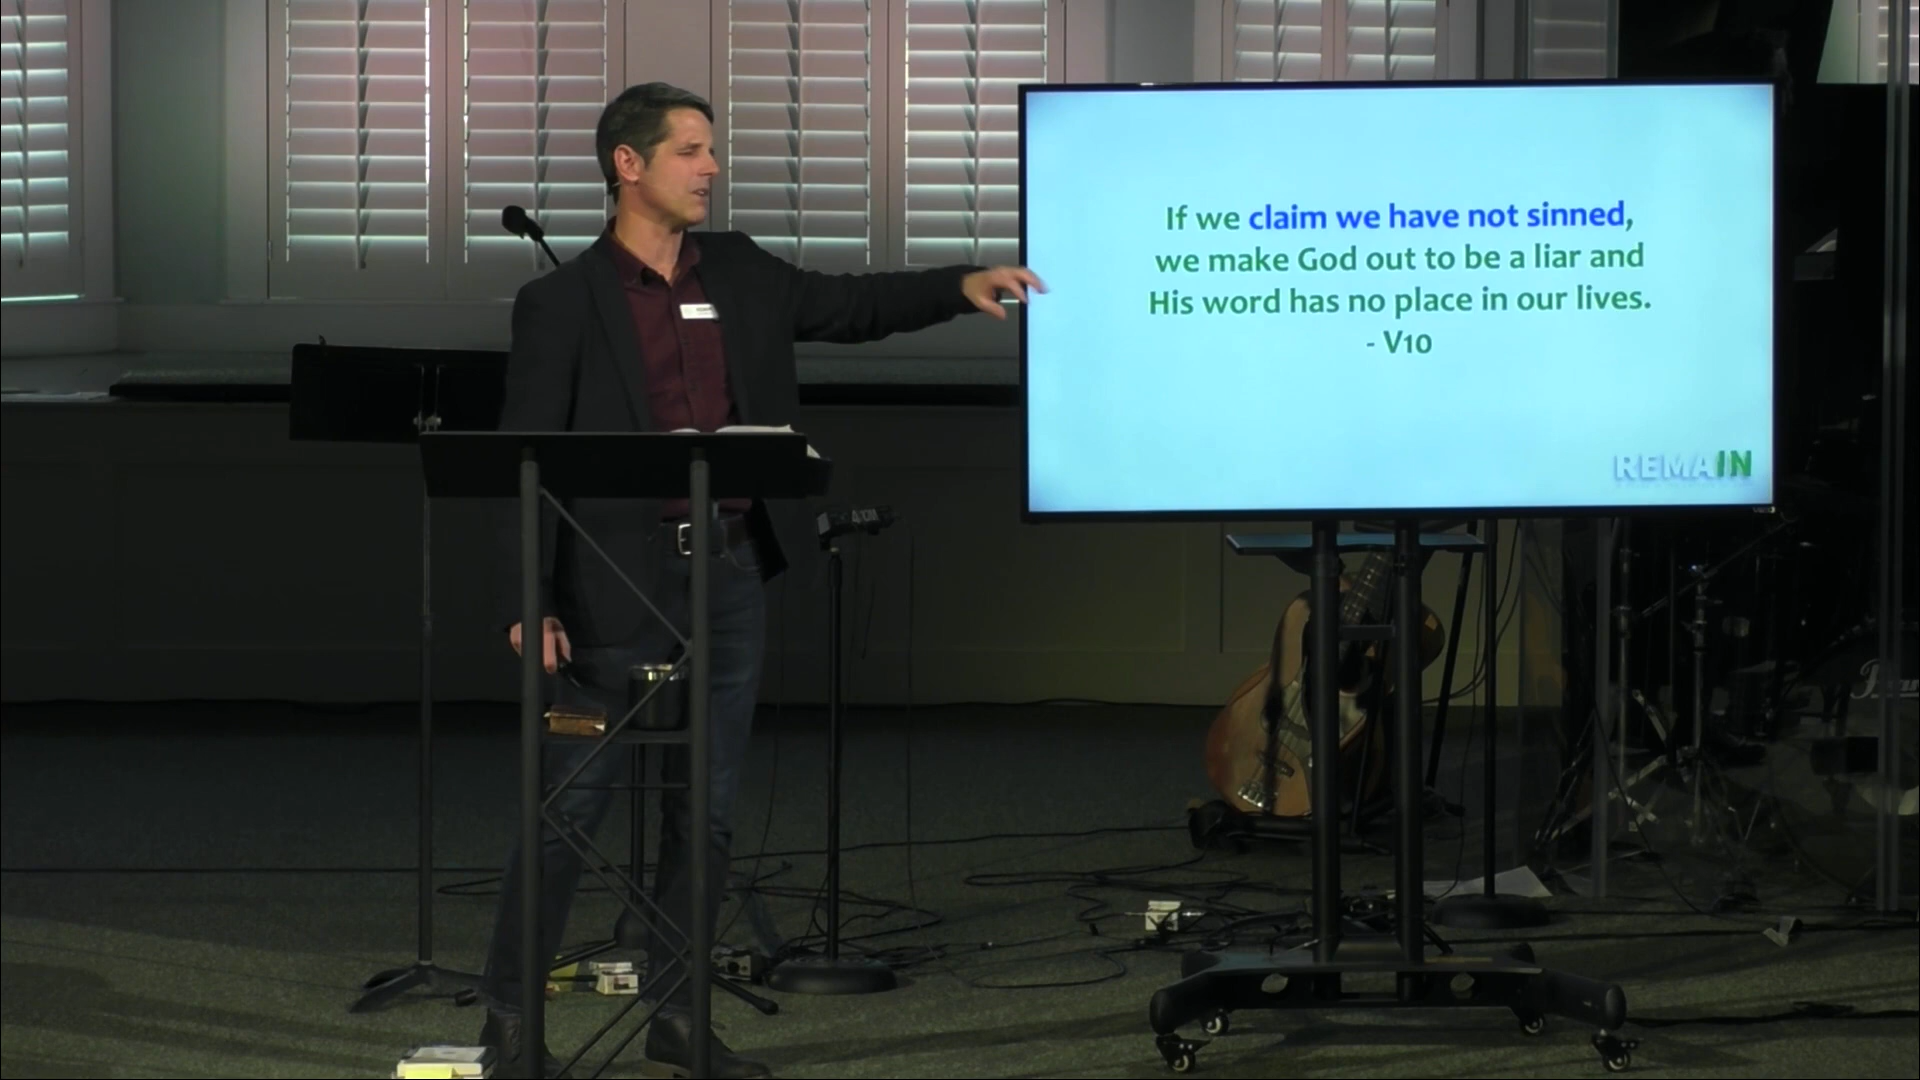 If we claim we have not sinned,
we make God out to be a liar and
His word has no place in our lives.
- V10
REMAIN